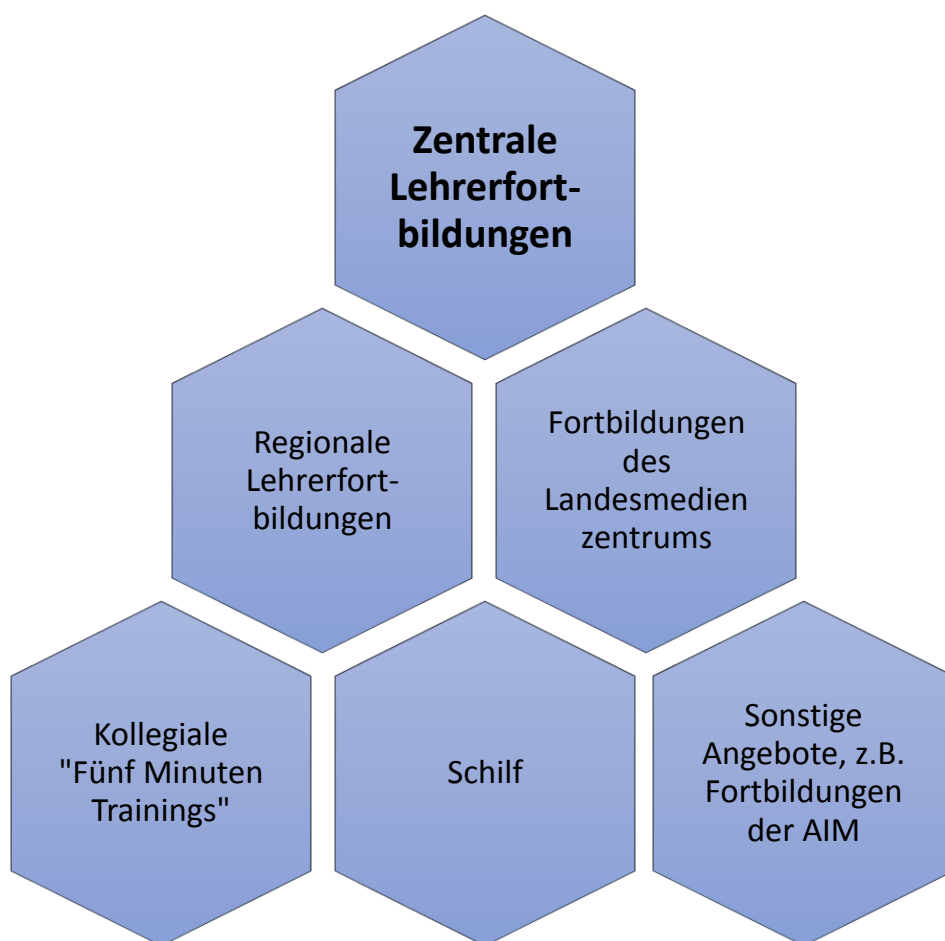 Zentrale
Lehrerfort-
bildungen
Regionale
Lehrerfort-
bildungen
Fortbildungen
des
Landesmedien
zentrums
Kollegiale
"Fünf Minuten
Trainings"
Schilf
Sonstige
Angebote, z.B.
Fortbildungen
der AIM